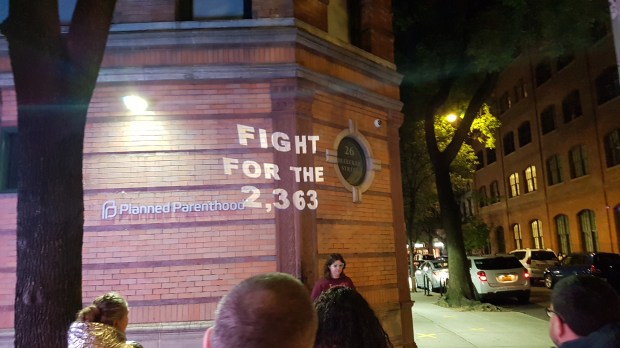 FIGHT
FOR THE
2,363
Planned Parenthood
26